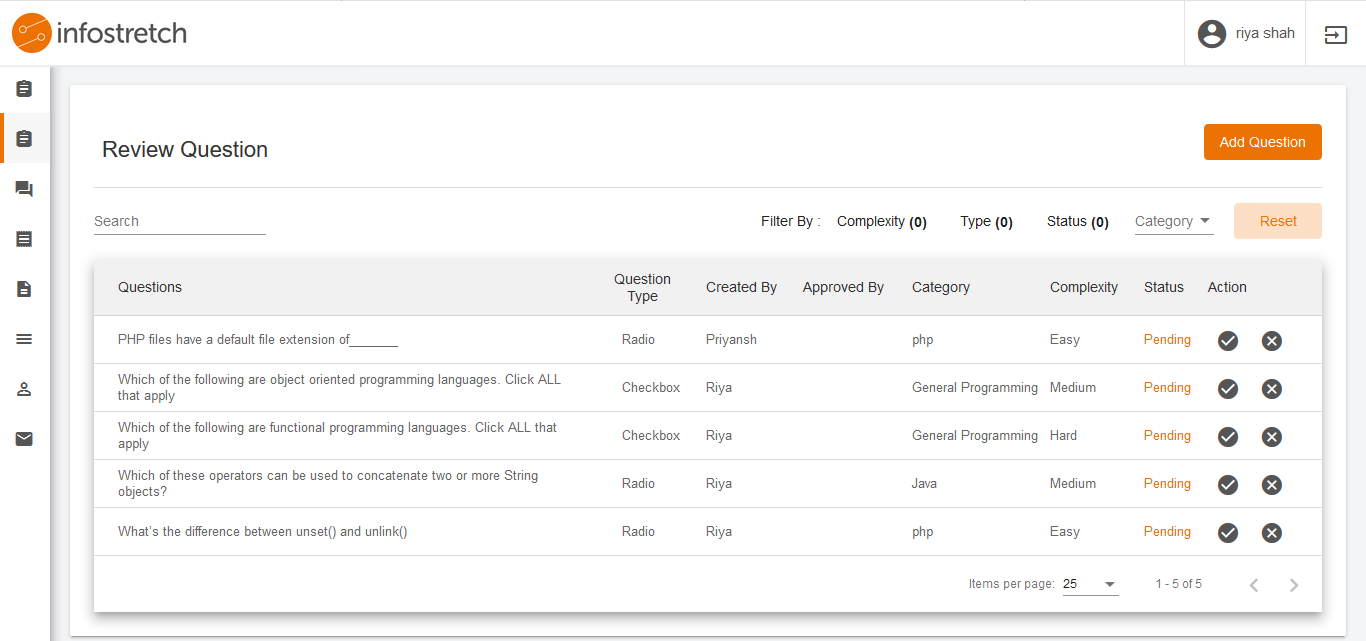 infostretch
riya shah
Review Question
Add Question
Search
Filter By :
Complexity (0)
Type (0)
Status (0)
Category
Reset
Questions
Question
Type
Created By
Approved By
Category
Complexity
Status
Action
PHP files have a default file extension of_______
Radio
Priyansh
php
Easy
Pending
Which of the following are object oriented programming languages. Click ALL
that apply
Checkbox
Riya
General Programming
Medium
Pending
Which of the following are functional programming languages. Click ALL that
apply
Checkbox
Riya
General Programming
Hard
Pending
Which of these operators can be used to concatenate two or more String
objects?
Radio
Riya
Java
Medium
Pending
What's the difference between unset() and unlink()
Radio
Riya
php
Easy
Pending
Items per page:
25
1 - 5 of 5